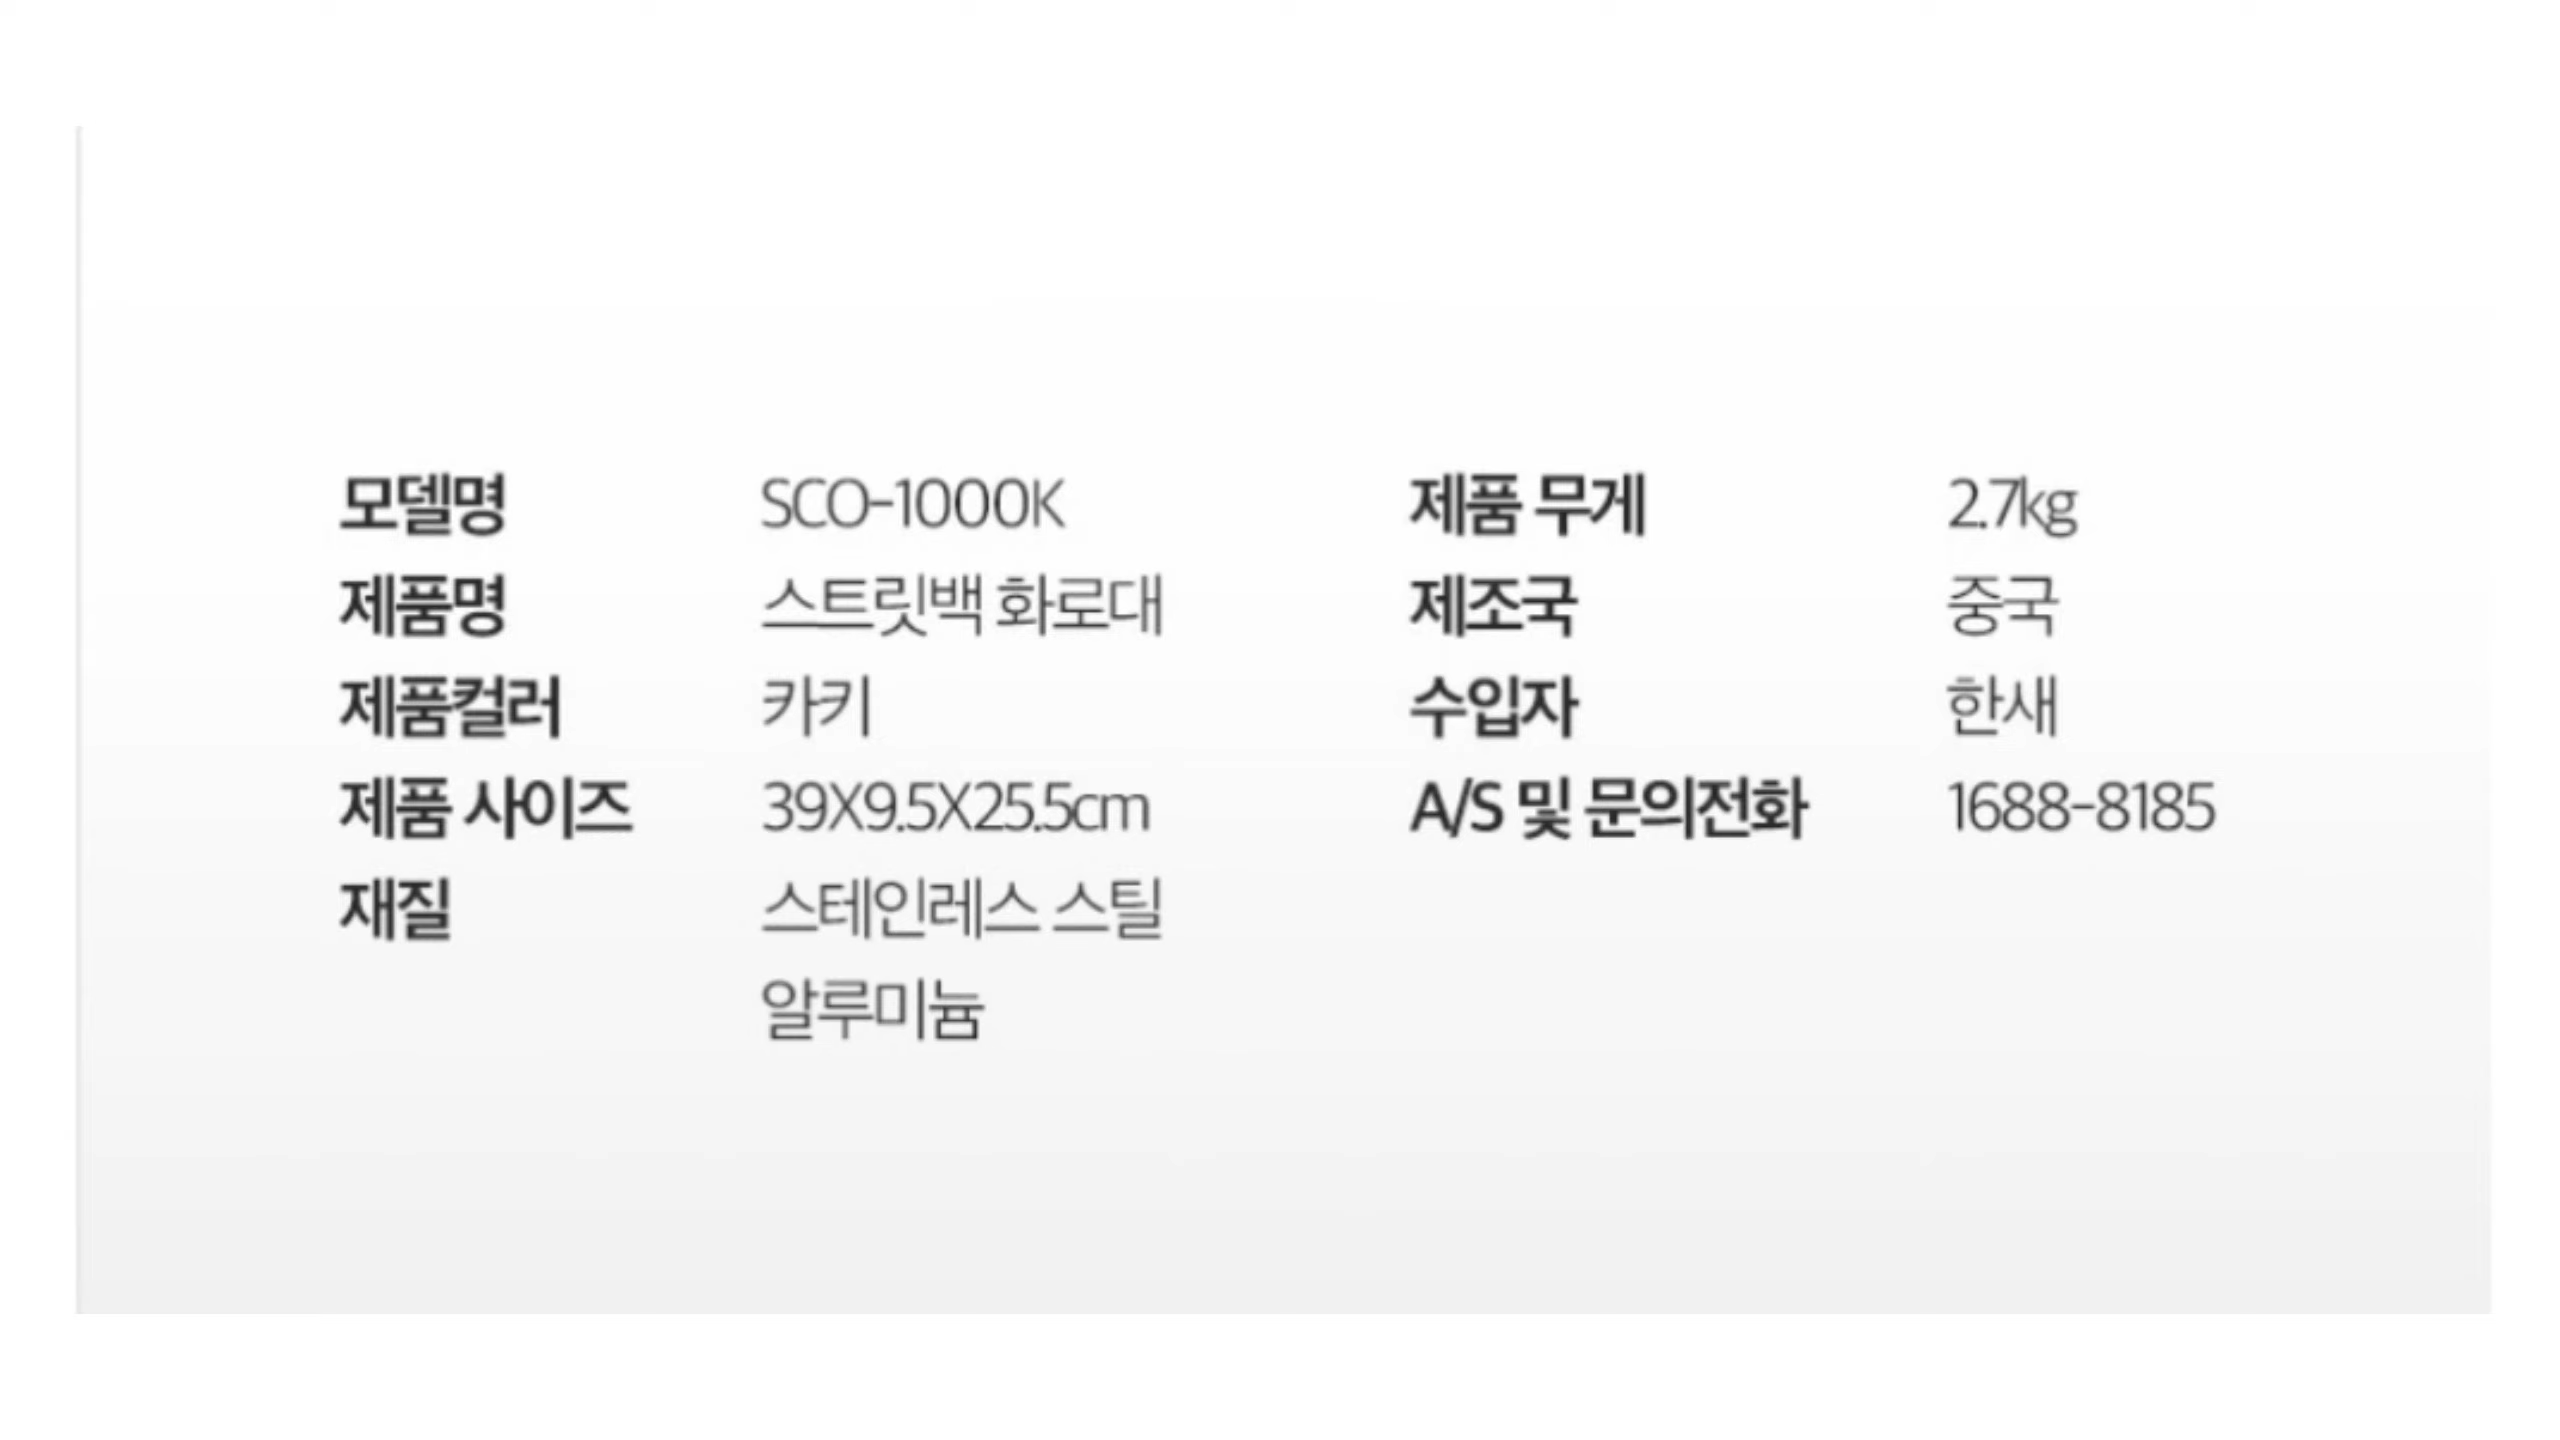 모델명 SCO-1000K
제품명 스트릿백 화로대
제품컬러 카키
제품 사이즈 39X9.5X25.5cm
재질 스테인레스 스틸
알루미늄
제품 무게 2.7kg
제조국 중국
수입자 한새
A/S 및 문의전화 1688-8185